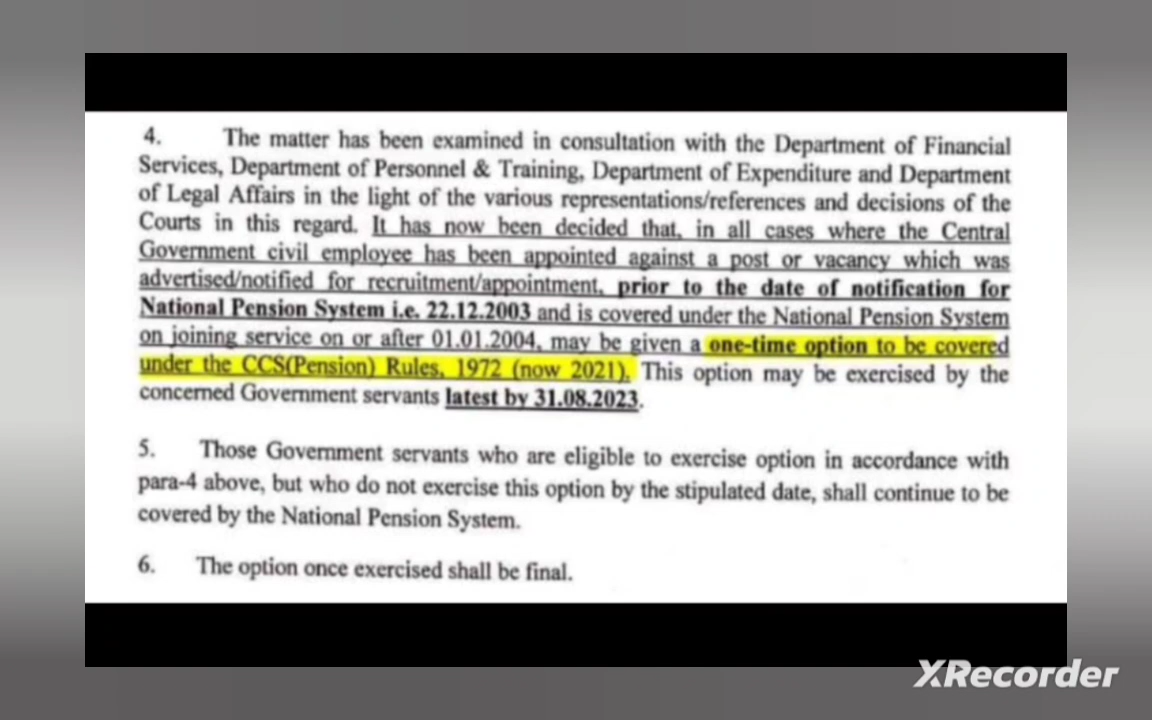 4. The matter has been examined in consultation with the Department of Financial
Services, Department of Personnel & Training, Department of Expenditure and Department
of Legal Affairs in the light of the various representations/references and decisions of the
Courts in this regard. It has now been decided that, in all cases where the Central
Government civil employee has been appointed against a post or vacancy which was
advertised/notified for recruitment/appointment, prior to the date of notification for
National Pension System i.e. 22.12.2003 and is covered under the National Pension System
on joining service on or after 01.01.2004, may be given a one-time option to be covered
under the CCS(Pension) Rules, 1972 (now 2021). This option may be exercised by the
concerned Government servants latest by 31.08.2023.
5. Those Government servants who are eligible to exercise option in accordance with
para-4 above, but who do not exercise this option by the stipulated date, shall continue to be
covered by the National Pension System.
6. The option once exercised shall be final.
XRecorder